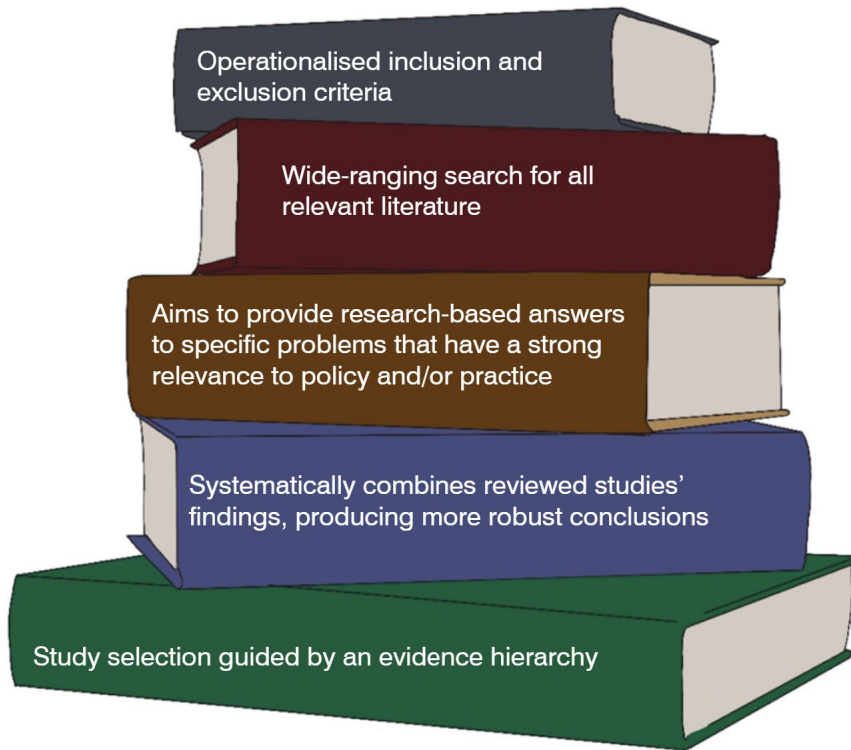 Operationalised inclusion and
exclusion criteria
Wide-ranging search for all
relevant literature
Aims to provide research-based answers
to specific problems that have a strong
relevance to policy and/or practice
Systematically combines reviewed studies’
findings, producing more robust conclusions
Study selection guided by an evidence hierarchy